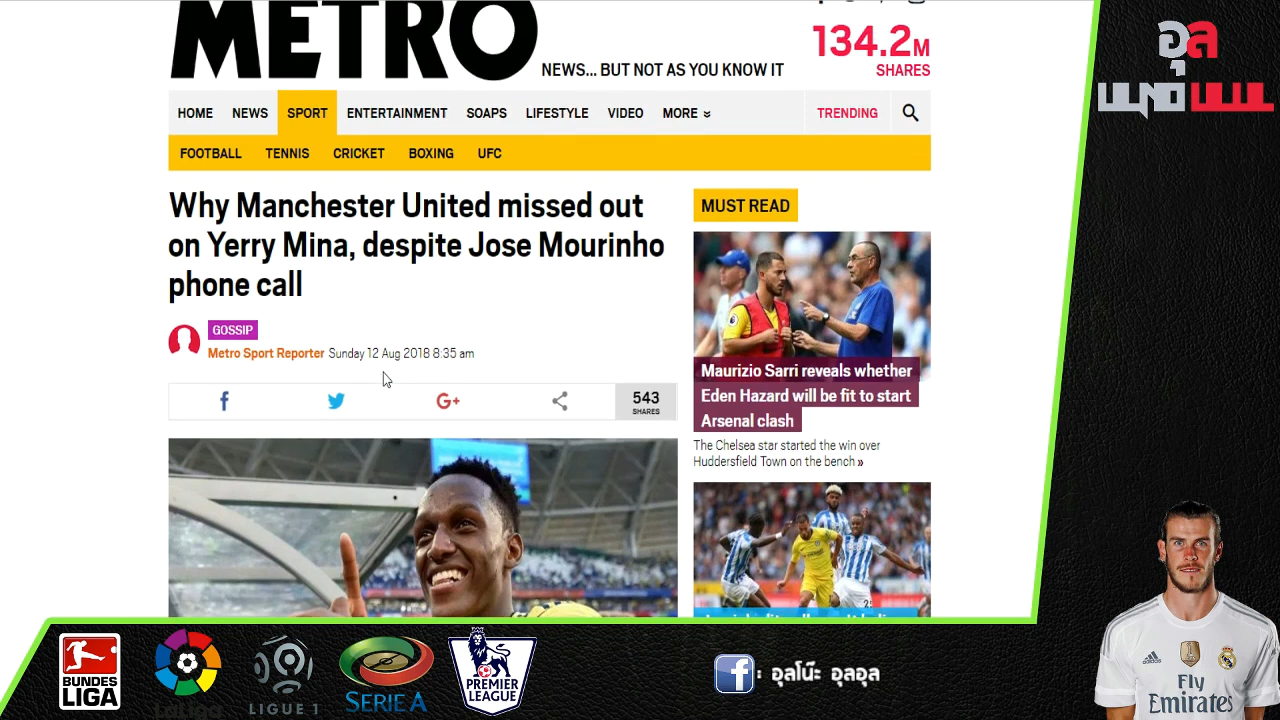 METRO
NEWS... BUT NOT AS YOU KNOW IT
134.2M
SHARES
HOME NEWS SPORT ENTERTAINMENT SOAPS LIFESTYLE VIDEO MORE
TRENDING
FOOTBALL TENNIS CRICKET BOXING UFC
Why Manchester United missed out
on Yerry Mina, despite Jose Mourinho
phone call
GOSSIP
Metro Sport Reporter Sunday 12 Aug 2018 8:35 am
543
SHARES
MUST READ
Maurizio Sarri reveals whether
Eden Hazard will be fit to start
Arsenal clash
The Chelsea star started the win over
Huddersfield Town on the bench »
BUNDES
LIGA
LaLiga
LIGUE 1
SERIE A
PREMIER
LEAGUE
: อุลโน๊ะ อุลอุล
Fly
Emirates